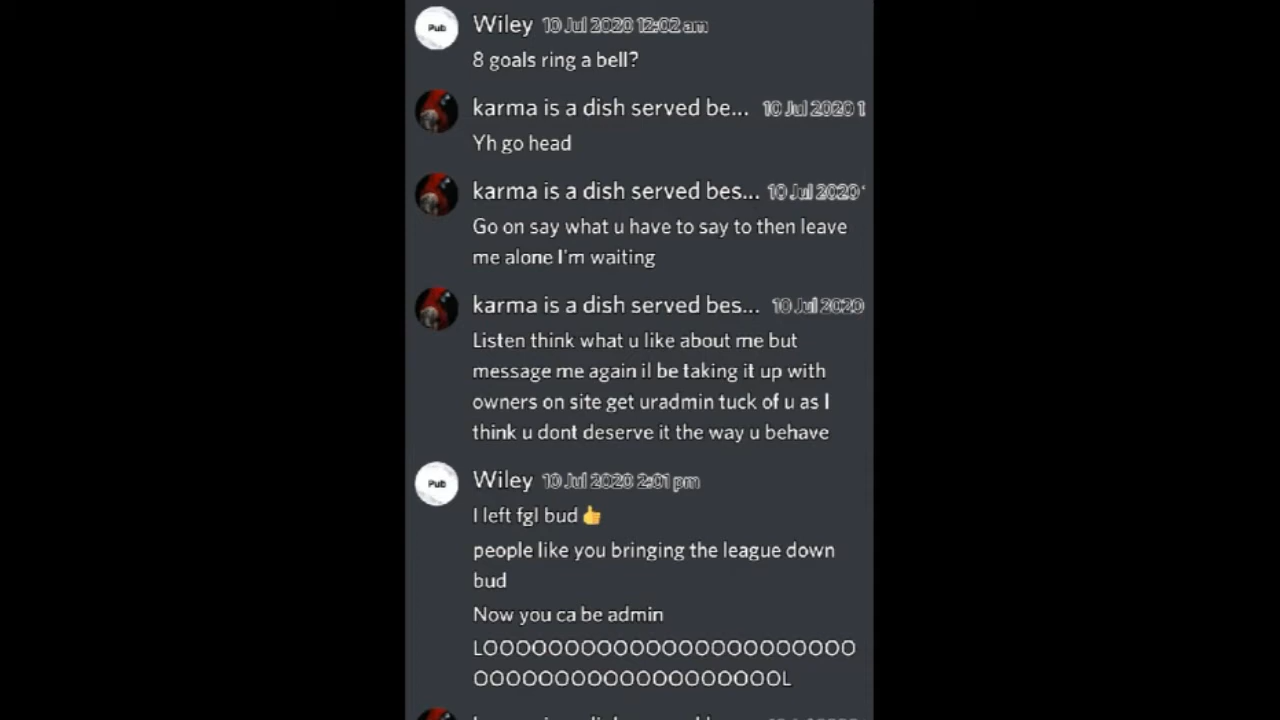 Pub
Wiley 10 Jul 2020 12:02 am
8 goals ring a bell?
karma is a dish served be... 10 Jul 2020 1
Yh go head
karma is a dish served bes... 10 Jul 2020
Go on say what u have to say to then leave
me alone I'm waiting
karma is a dish served bes... 10 Jul 2020
Listen think what u like about me but
message me again il be taking it up with
owners on site get uradmin tuck of u as I
think u dont deserve it the way u behave
Pub
Wiley 10 Jul 2020 2:01 pm
I left fgl bud 👍
people like you bringing the league down
bud
Now you ca be admin
LOOOOOOOOOOOOOOOOOOOOOOO
OOOOOOOOOOOOOOOOOOOL